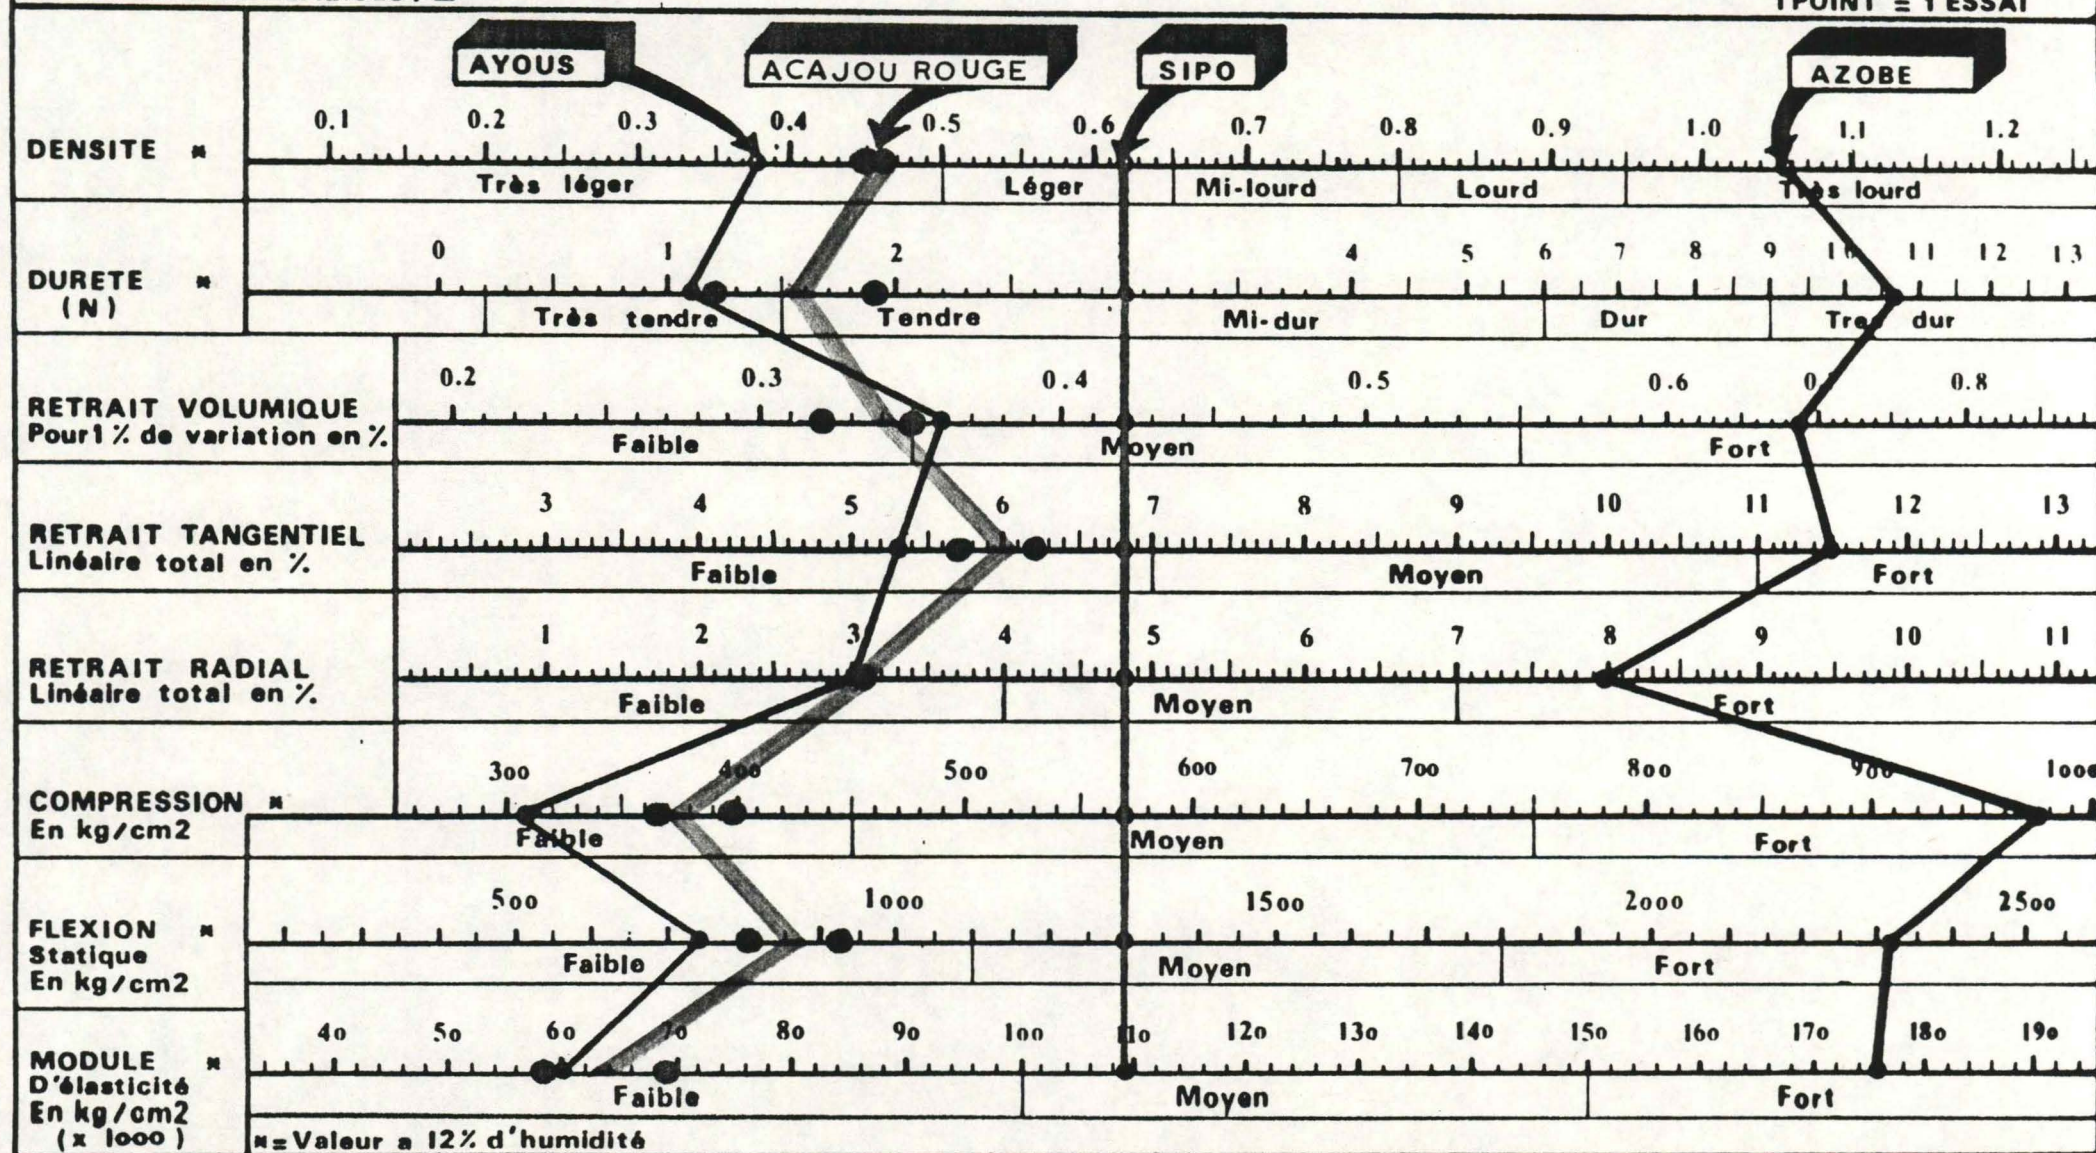 1 POINT = 1 ESSAI
AYOUS
ACAJOU ROUGE
SIPO
AZOBE
0.1 0.2 0.3 0.4 0.5 0.6 0.7 0.8 0.9 1.0 1.1 1.2
DENSITE *
Très léger Léger Mi-lourd Lourd Très lourd
0 1 2 4 5 6 7 8 9 10 11 12 13
DURETE *
(N)
Très tendre Tendre Mi-dur Dur Tres dur
0.2 0.3 0.4 0.5 0.6 0.7 0.8
RETRAIT VOLUMIQUE
Pour 1 % de variation en %
Faible Moyen Fort
3 4 5 6 7 8 9 10 11 12 13
RETRAIT TANGENTIEL
Linéaire total en %
Faible Moyen Fort
1 2 3 4 5 6 7 8 9 10 11
RETRAIT RADIAL
Linéaire total en %
Faible Moyen Fort
300 400 500 600 700 800 900 1000
COMPRESSION *
En kg/cm2
Faible Moyen Fort
500 1000 1500 2000 2500
FLEXION *
Statique
En kg/cm2
Faible Moyen Fort
40 50 60 70 80 90 100 110 120 130 140 150 160 170 180 190
MODULE *
D'élasticité
En kg/cm2
(x 1000)
Faible Moyen Fort
*=Valeur a 12% d'humidité